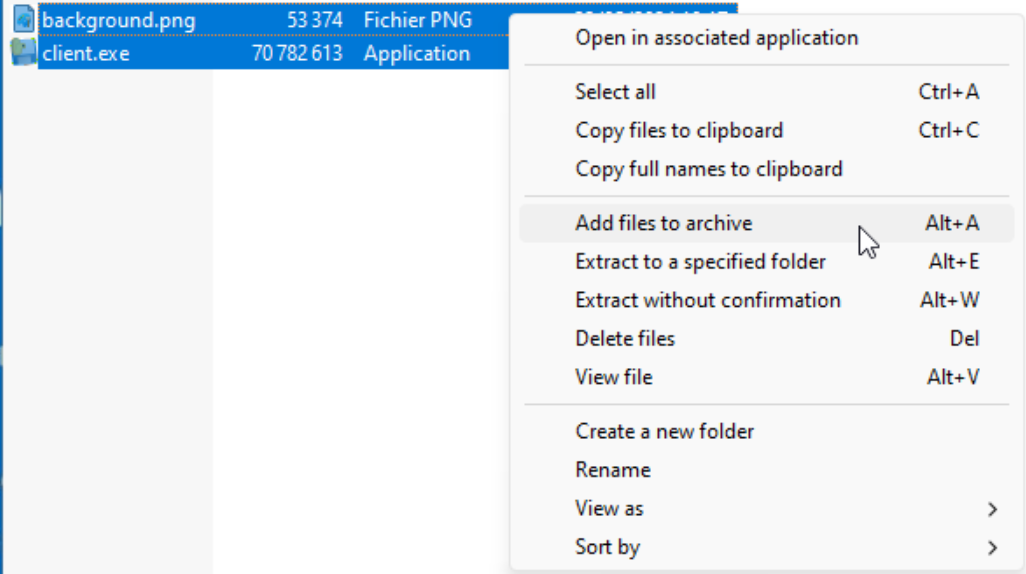 background.png 53 374 Fichier PNG
client.exe 70 782 613 Application
Open in associated application
Select all Ctrl+A
Copy files to clipboard Ctrl+C
Copy full names to clipboard
Add files to archive Alt+A
Extract to a specified folder Alt+E
Extract without confirmation Alt+W
Delete files Del
View file Alt+V
Create a new folder
Rename
View as
Sort by